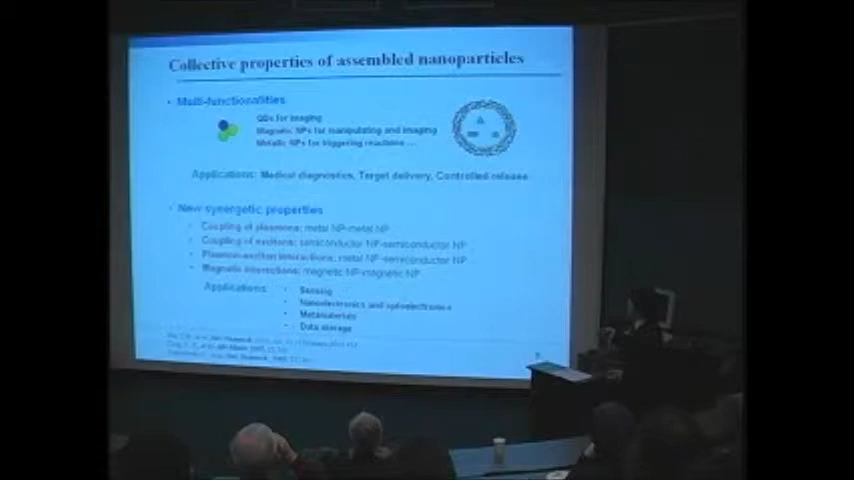 Collective properties of assembled nanoparticles
• Multi-functionalities
QDs for imaging
Magnetic NPs for manipulating and imaging
Metallic NPs for triggering reactions ...
Applications: Medical diagnostics, Target delivery, Controlled release
• New synergetic properties
• Coupling of plasmons: metal NP-metal NP
• Coupling of excitons: semiconductor NP-semiconductor NP
• Plasmon-exciton interactions: metal NP-semiconductor NP
• Magnetic interactions: magnetic NP-magnetic NP
Applications: • Sensing
• Nanoelectronics and optoelectronics
• Metamaterials
• Data storage